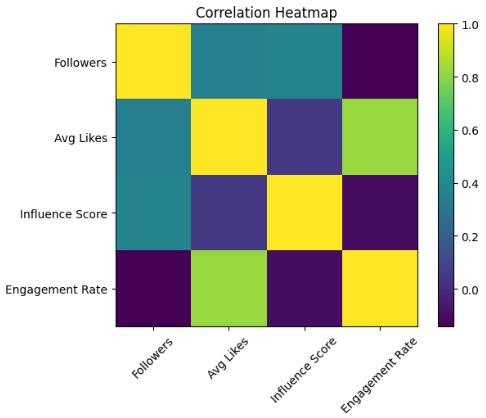 Correlation Heatmap
Followers
Avg Likes
Influence Score
Engagement Rate
Followers
Avg Likes
Influence Score
Engagement Rate
1.0
0.8
0.6
0.4
0.2
0.0